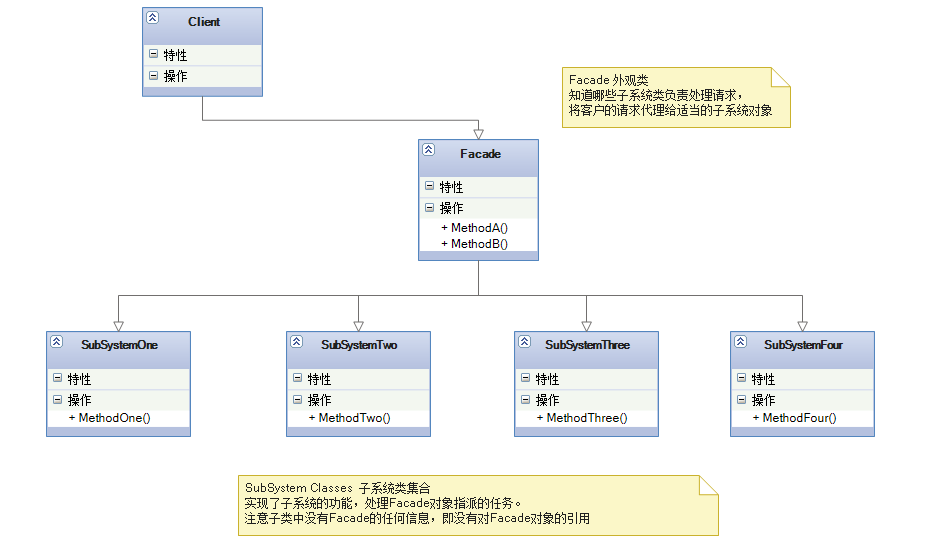 Client
特性
操作
Facade 外观类
知道哪些子系统类负责处理请求，
将客户的请求代理给适当的子系统对象
Facade
特性
操作
+ MethodA()
+ MethodB()
SubSystemOne
特性
操作
+ MethodOne()
SubSystemTwo
特性
操作
+ MethodTwo()
SubSystemThree
特性
操作
+ MethodThree()
SubSystemFour
特性
操作
+ MethodFour()
SubSystem Classes 子系统类集合
实现了子系统的功能，处理Facade对象指派的任务。
注意子类中没有Facade的任何信息，即没有对Facade对象的引用